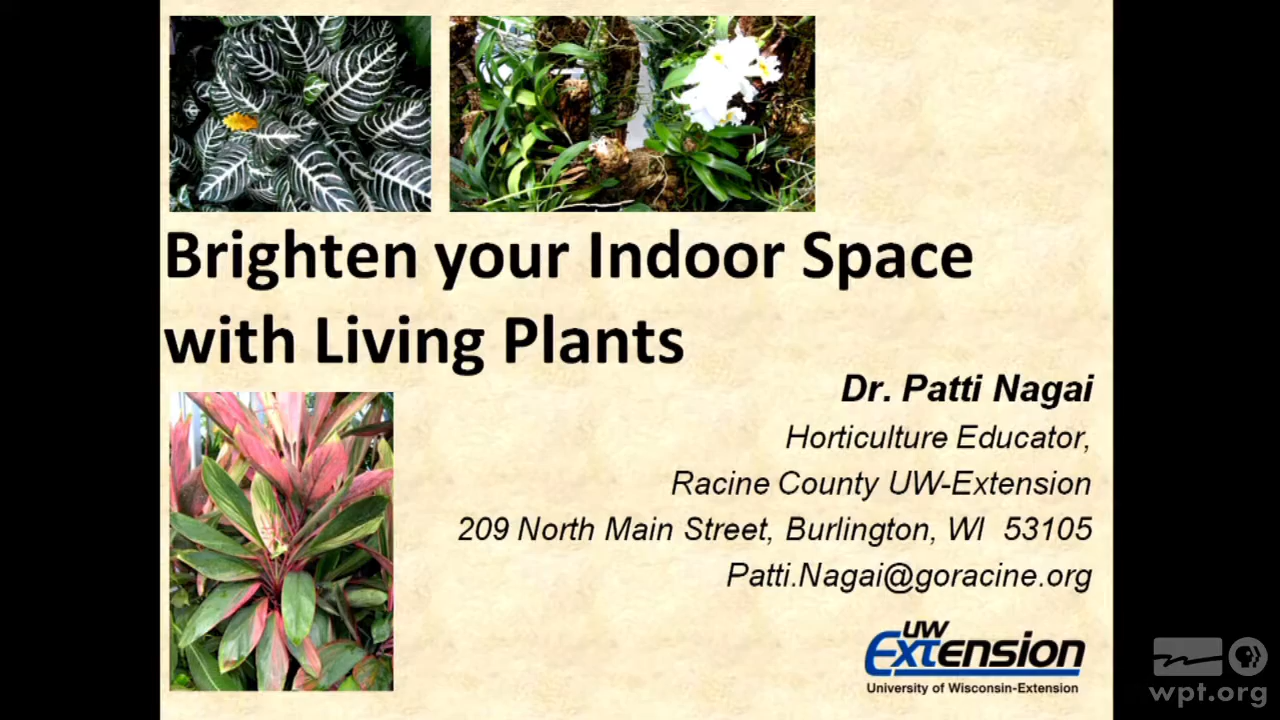 Brighten your Indoor Space
with Living Plants
Dr. Patti Nagai
Horticulture Educator,
Racine County UW-Extension
209 North Main Street, Burlington, WI 53105
Patti.Nagai@goracine.org
UW
Extension
University of Wisconsin-Extension
wpt.org